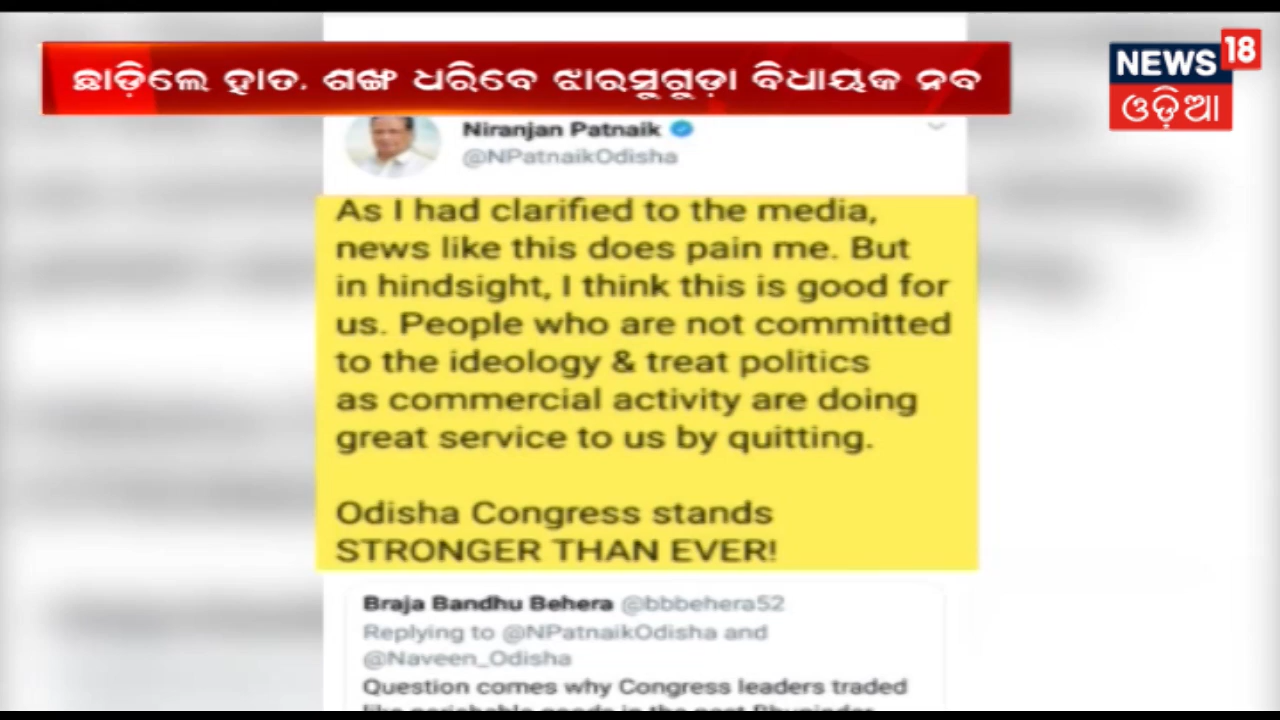 ଛାଡ଼ିଲେ ହାତ, ଶଙ୍ଖ ଧରିବେ ଝାରସୁଗୁଡ଼ା ବିଧାୟକ ନବ
NEWS 18
ଓଡ଼ିଆ
Niranjan Patnaik
@NPatnaikOdisha
As I had clarified to the media,
news like this does pain me. But
in hindsight, I think this is good for
us. People who are not committed
to the ideology & treat politics
as commercial activity are doing
great service to us by quitting.
Odisha Congress stands
STRONGER THAN EVER!
Braja Bandhu Behera @bbbehera52
Replying to @NPatnaikOdisha and
@Naveen_Odisha
Question comes why Congress leaders traded